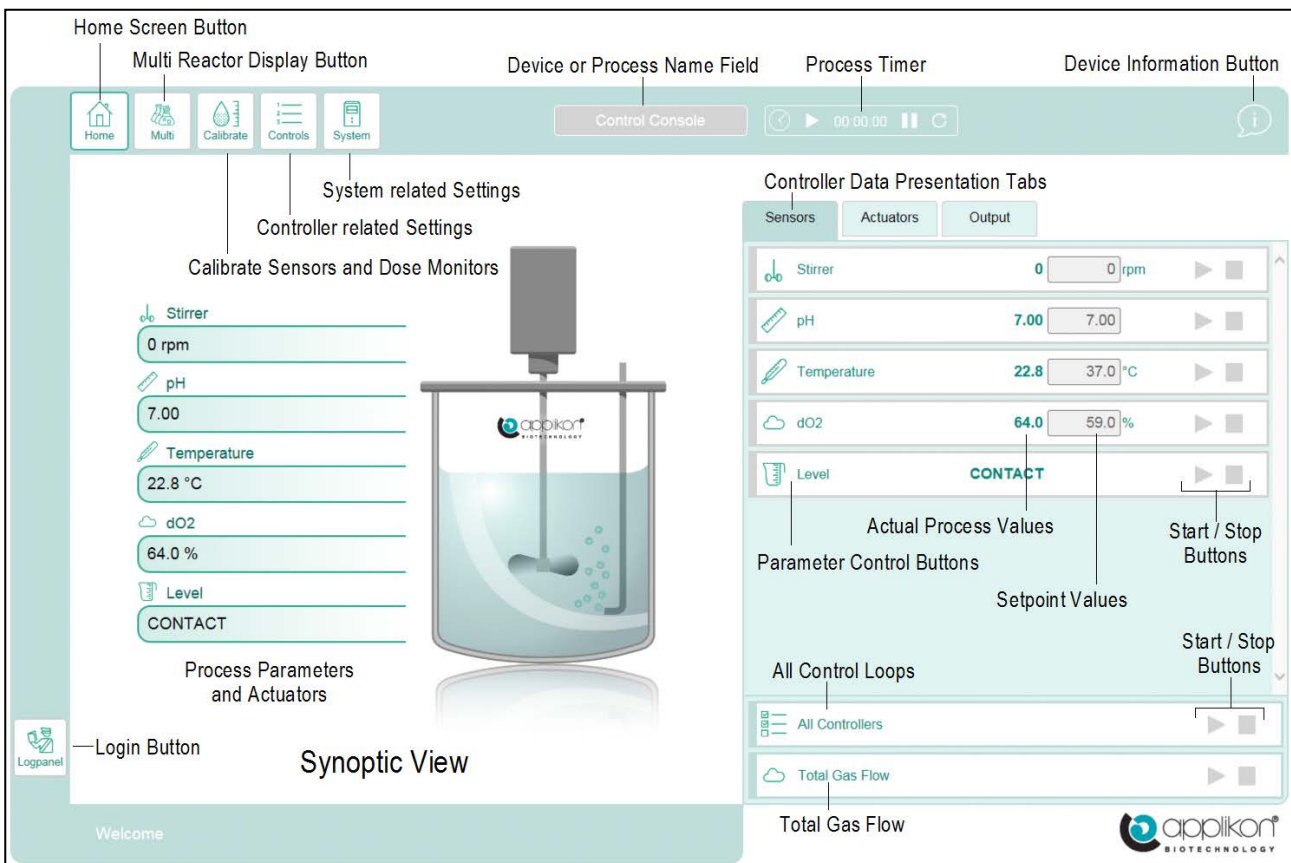 Home Screen Button
Multi Reactor Display Button
Device or Process Name Field
Process Timer
Device Information Button
Home
Multi
Calibrate
Controls
System
Control Console
00:00:00
i
System related Settings
Controller related Settings
Calibrate Sensors and Dose Monitors
Controller Data Presentation Tabs
Sensors
Actuators
Output
Stirrer
0 rpm
pH
7.00
Temperature
22.8 °C
dO2
64.0 %
Level
CONTACT
Process Parameters
and Actuators
applikon®
BIOTECHNOLOGY
Stirrer 0 0 rpm
pH 7.00 7.00
Temperature 22.8 37.0 °C
dO2 64.0 59.0 %
Level CONTACT
Actual Process Values
Start / Stop
Buttons
Parameter Control Buttons
Setpoint Values
Start / Stop
Buttons
All Control Loops
All Controllers
Total Gas Flow
Total Gas Flow
Logpanel
Login Button
Synoptic View
Welcome
applikon®
BIOTECHNOLOGY